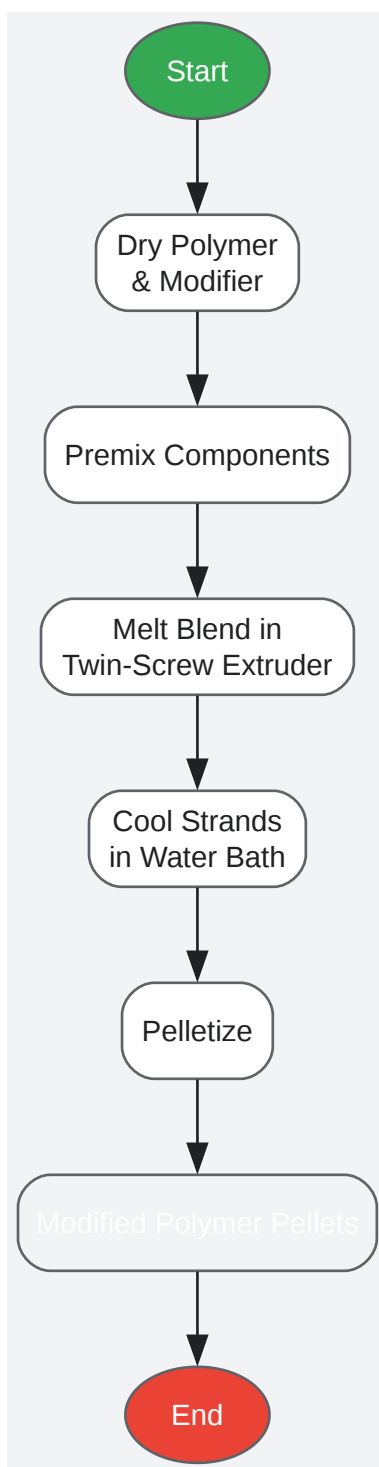 Start
Dry Polymer
& Modifier
Premix Components
Melt Blend in
Twin-Screw Extruder
Cool Strands
in Water Bath
Pelletize
Modified Polymer Pellets
End